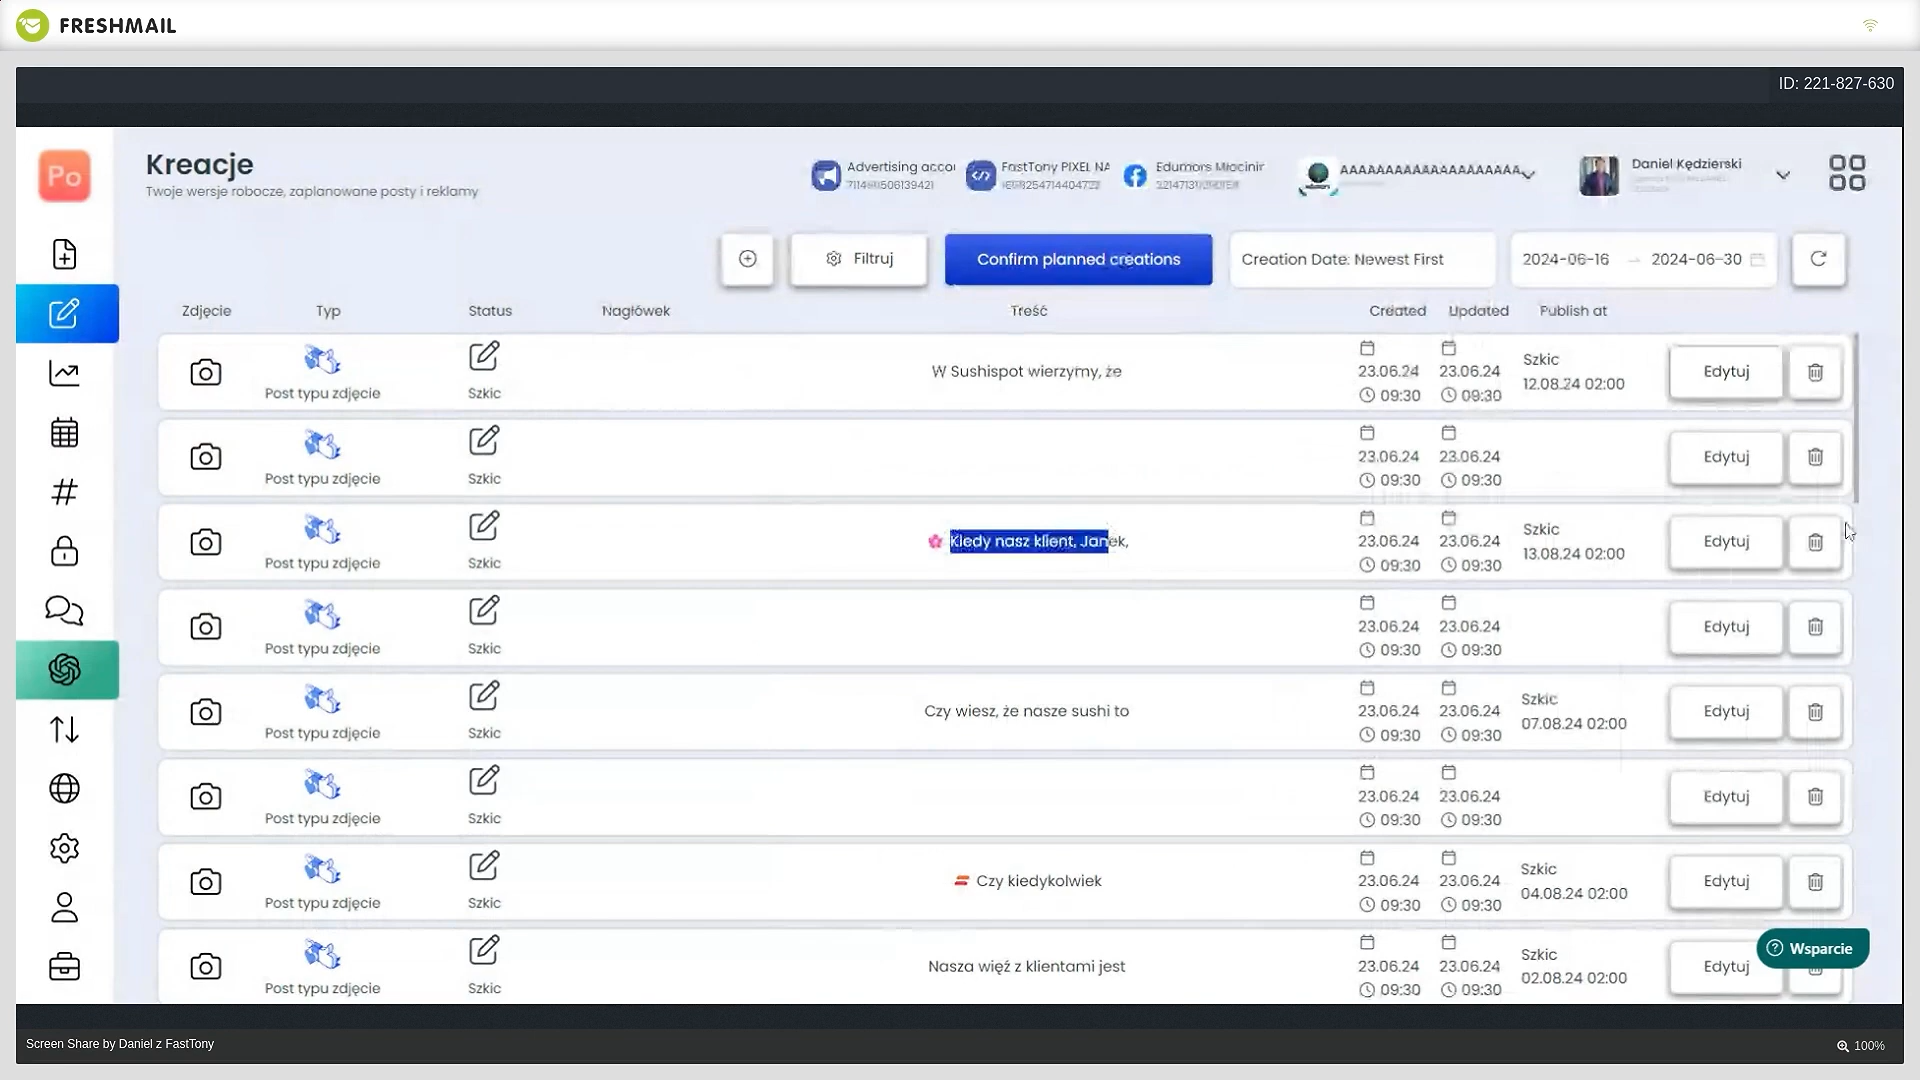 FRESHMAIL
ID: 221-827-630
Po
Kreacje
Twoje wersje robocze, zaplanowane posty i reklamy
Advertising accou
FastTony PIXEL NA
Edumors Młocinir
AAAAAAAAAAAAAAAAAAAAA
Daniel Kędzierski
Filtruj
Confirm planned creations
Creation Date: Newest First
2024-06-16 → 2024-06-30
Zdjęcie Typ Status Nagłówek Treść Created Updated Publish at
Post typu zdjęcie Szkic W Sushispot wierzymy, że 23.06.24 09:30 23.06.24 09:30 Szkic 12.08.24 02:00 Edytuj
Post typu zdjęcie Szkic 23.06.24 09:30 23.06.24 09:30 Edytuj
Post typu zdjęcie Szkic 🌸 Kiedy nasz klient, Janek, 23.06.24 09:30 23.06.24 09:30 Szkic 13.08.24 02:00 Edytuj
Post typu zdjęcie Szkic 23.06.24 09:30 23.06.24 09:30 Edytuj
Post typu zdjęcie Szkic Czy wiesz, że nasze sushi to 23.06.24 09:30 23.06.24 09:30 Szkic 07.08.24 02:00 Edytuj
Post typu zdjęcie Szkic 23.06.24 09:30 23.06.24 09:30 Edytuj
Post typu zdjęcie Szkic Czy kiedykolwiek 23.06.24 09:30 23.06.24 09:30 Szkic 04.08.24 02:00 Edytuj
Post typu zdjęcie Szkic Nasza więź z klientami jest 23.06.24 09:30 23.06.24 09:30 Szkic 02.08.24 02:00 Edytuj
Wsparcie
Screen Share by Daniel z FastTony
100%